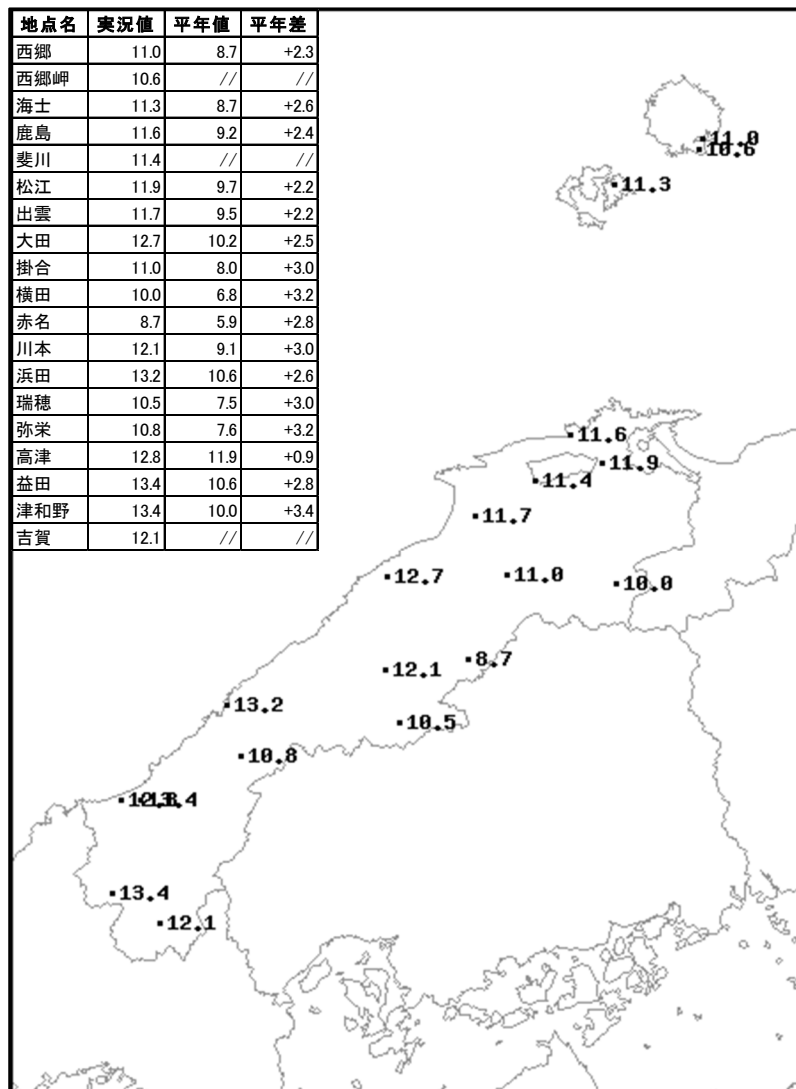 地点名 実況値 平年値 平年差
西郷 11.0 8.7 +2.3
西郷岬 10.6 // //
海士 11.3 8.7 +2.6
鹿島 11.6 9.2 +2.4
斐川 11.4 // //
松江 11.9 9.7 +2.2
出雲 11.7 9.5 +2.2
大田 12.7 10.2 +2.5
掛合 11.0 8.0 +3.0
横田 10.0 6.8 +3.2
赤名 8.7 5.9 +2.8
川本 12.1 9.1 +3.0
浜田 13.2 10.6 +2.6
瑞穂 10.5 7.5 +3.0
弥栄 10.8 7.6 +3.2
高津 12.8 11.9 +0.9
益田 13.4 10.6 +2.8
津和野 13.4 10.0 +3.4
吉賀 12.1 // //
11.0
10.6
11.3
11.6
11.9
11.4
11.7
12.7
11.0
10.0
8.7
12.1
13.2
10.5
10.8
13.4
12.1